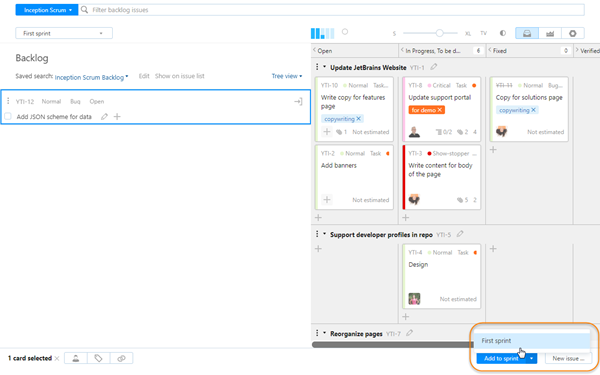 Inception Scrum
Filter backlog issues
First sprint
S XL TV
Open In Progress, To be d... Fixed Verified
Backlog
Saved search: Inception Scrum Backlog Edit Show on issue list Tree view
YTI-12 Normal Bug Open
Add JSON scheme for data
Update JetBrains Website YTI-1
YTI-10 Normal Task...
Write copy for features
page
copywriting ×
1 Not estimated
YTI-8 Critical Task
Update support portal
for demo ×
0/2 2 4
YTI-11 Normal Bug...
Copy for solutions page
copywriting ×
Not estimated
YTI-2 Normal Task
Add banners
Not estimated
YTI-3 Show-stopper ...
Write content for body
of the page
5 2
Support developer profiles in repo YTI-5
YTI-4 Normal Task
Design
Not estimated
Reorganize pages YTI-7
First sprint
1 card selected ×
Add to sprint
New issue ...